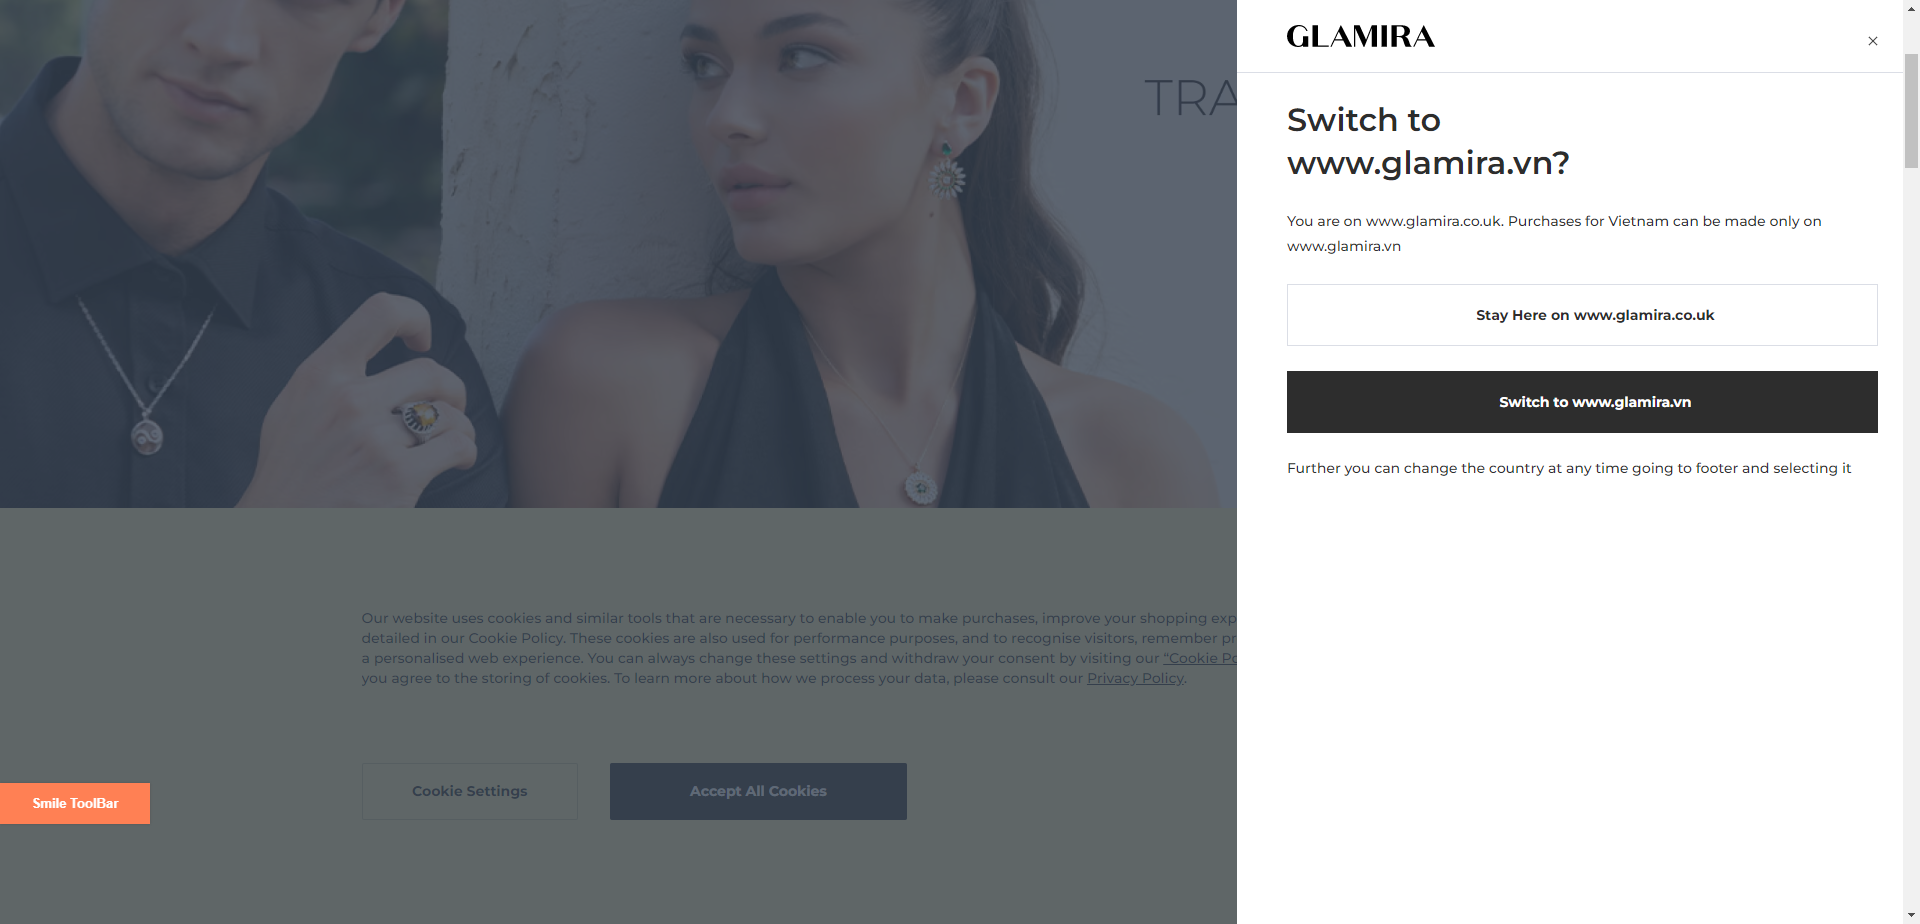 GLAMIRA
TRA
Switch to
www.glamira.vn?
You are on www.glamira.co.uk. Purchases for Vietnam can be made only on
www.glamira.vn
Stay Here on www.glamira.co.uk
Switch to www.glamira.vn
Further you can change the country at any time going to footer and selecting it
Our website uses cookies and similar tools that are necessary to enable you to make purchases, improve your shopping exp
detailed in our Cookie Policy. These cookies are also used for performance purposes, and to recognise visitors, remember pr
a personalised web experience. You can always change these settings and withdraw your consent by visiting our “Cookie Po
you agree to the storing of cookies. To learn more about how we process your data, please consult our Privacy Policy.
Cookie Settings
Accept All Cookies
Smile ToolBar